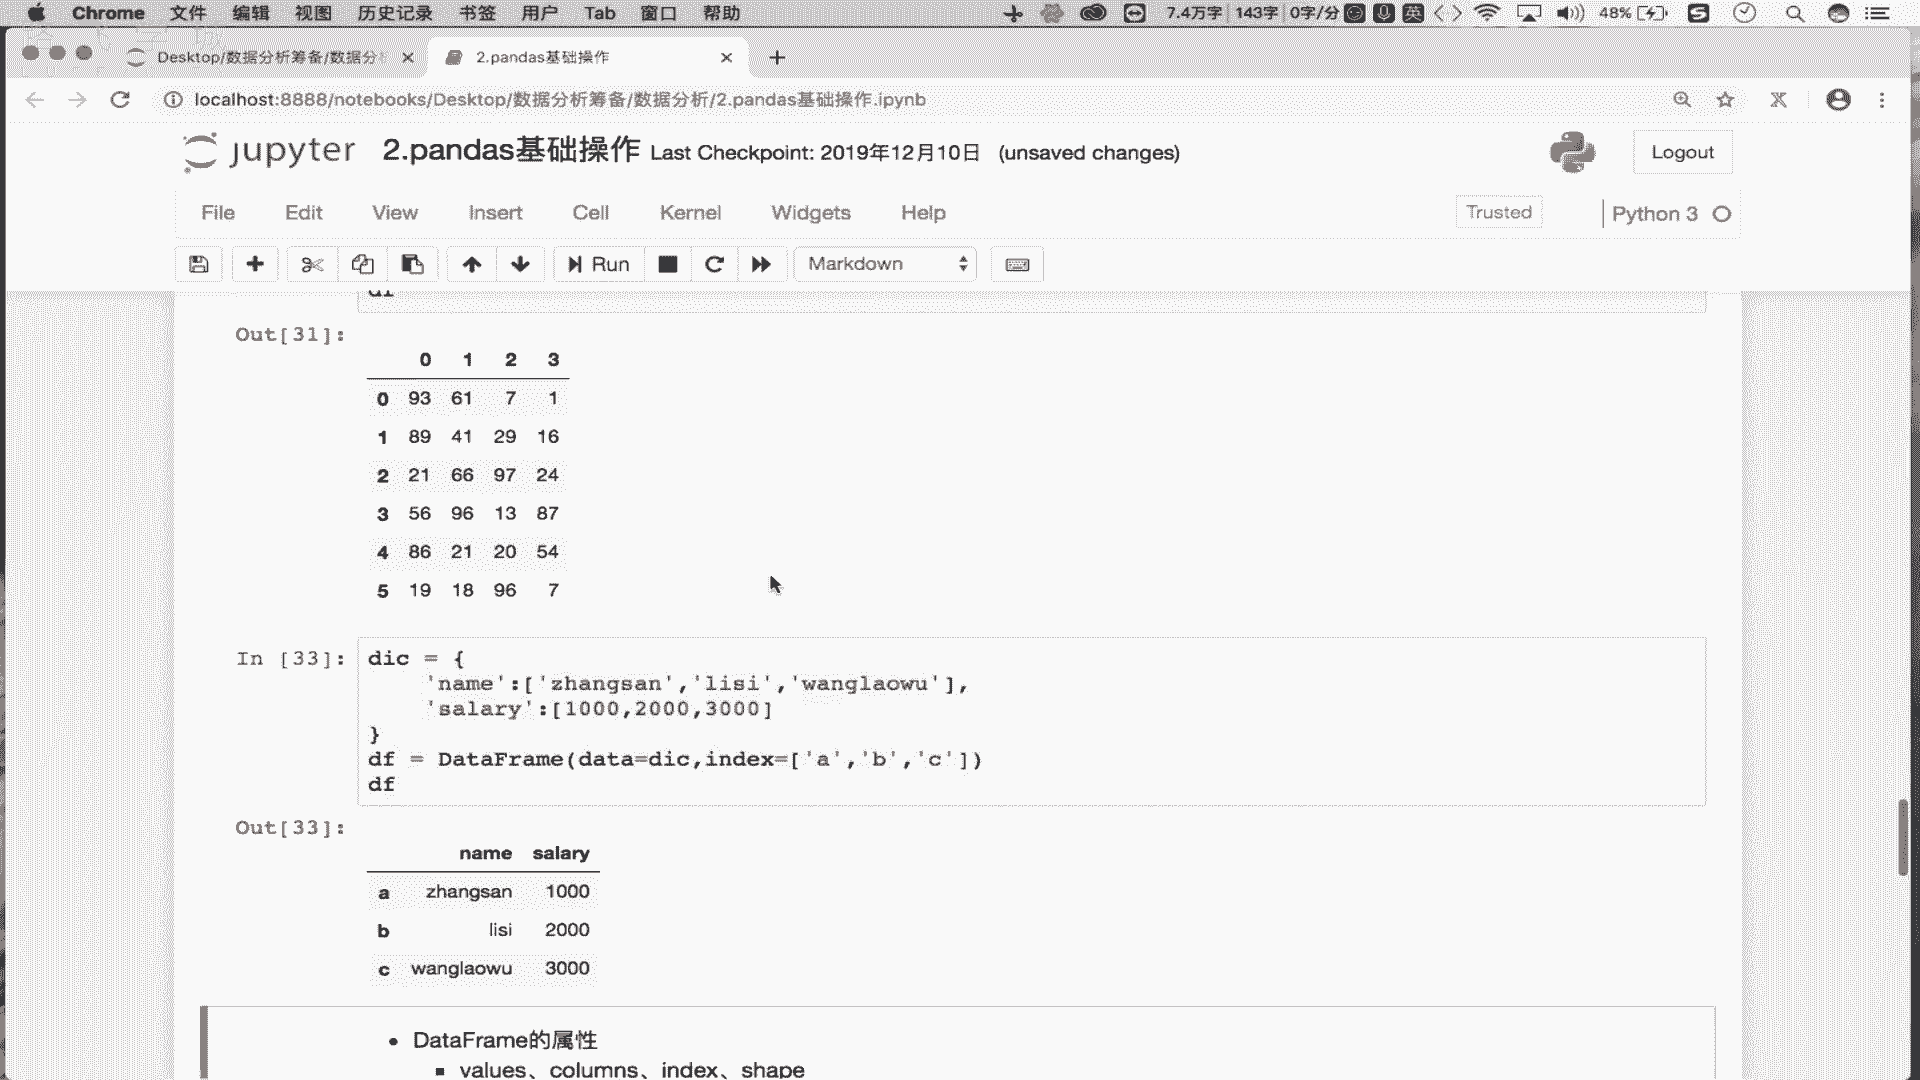 Chrome 文件 编辑 视图 历史记录 书签 用户 Tab 窗口 帮助 7.4万字 143字 0字/分 英 48%
Desktop/数据分析筹备/数据分析 2.pandas基础操作
localhost:8888/notebooks/Desktop/数据分析筹备/数据分析/2.pandas基础操作.ipynb
jupyter 2.pandas基础操作 Last Checkpoint: 2019年12月10日 (unsaved changes) Logout
File Edit View Insert Cell Kernel Widgets Help Trusted Python 3
Run Markdown
df
Out[31]:
0 1 2 3
0 93 61 7 1
1 89 41 29 16
2 21 66 97 24
3 56 96 13 87
4 86 21 20 54
5 19 18 96 7
In [33]: dic = {
'name':['zhangsan','lisi','wanglaowu'],
'salary':[1000,2000,3000]
}
df = DataFrame(data=dic,index=['a','b','c'])
df
Out[33]:
name salary
a zhangsan 1000
b lisi 2000
c wanglaowu 3000
• DataFrame的属性
▪ values、columns、index、shape